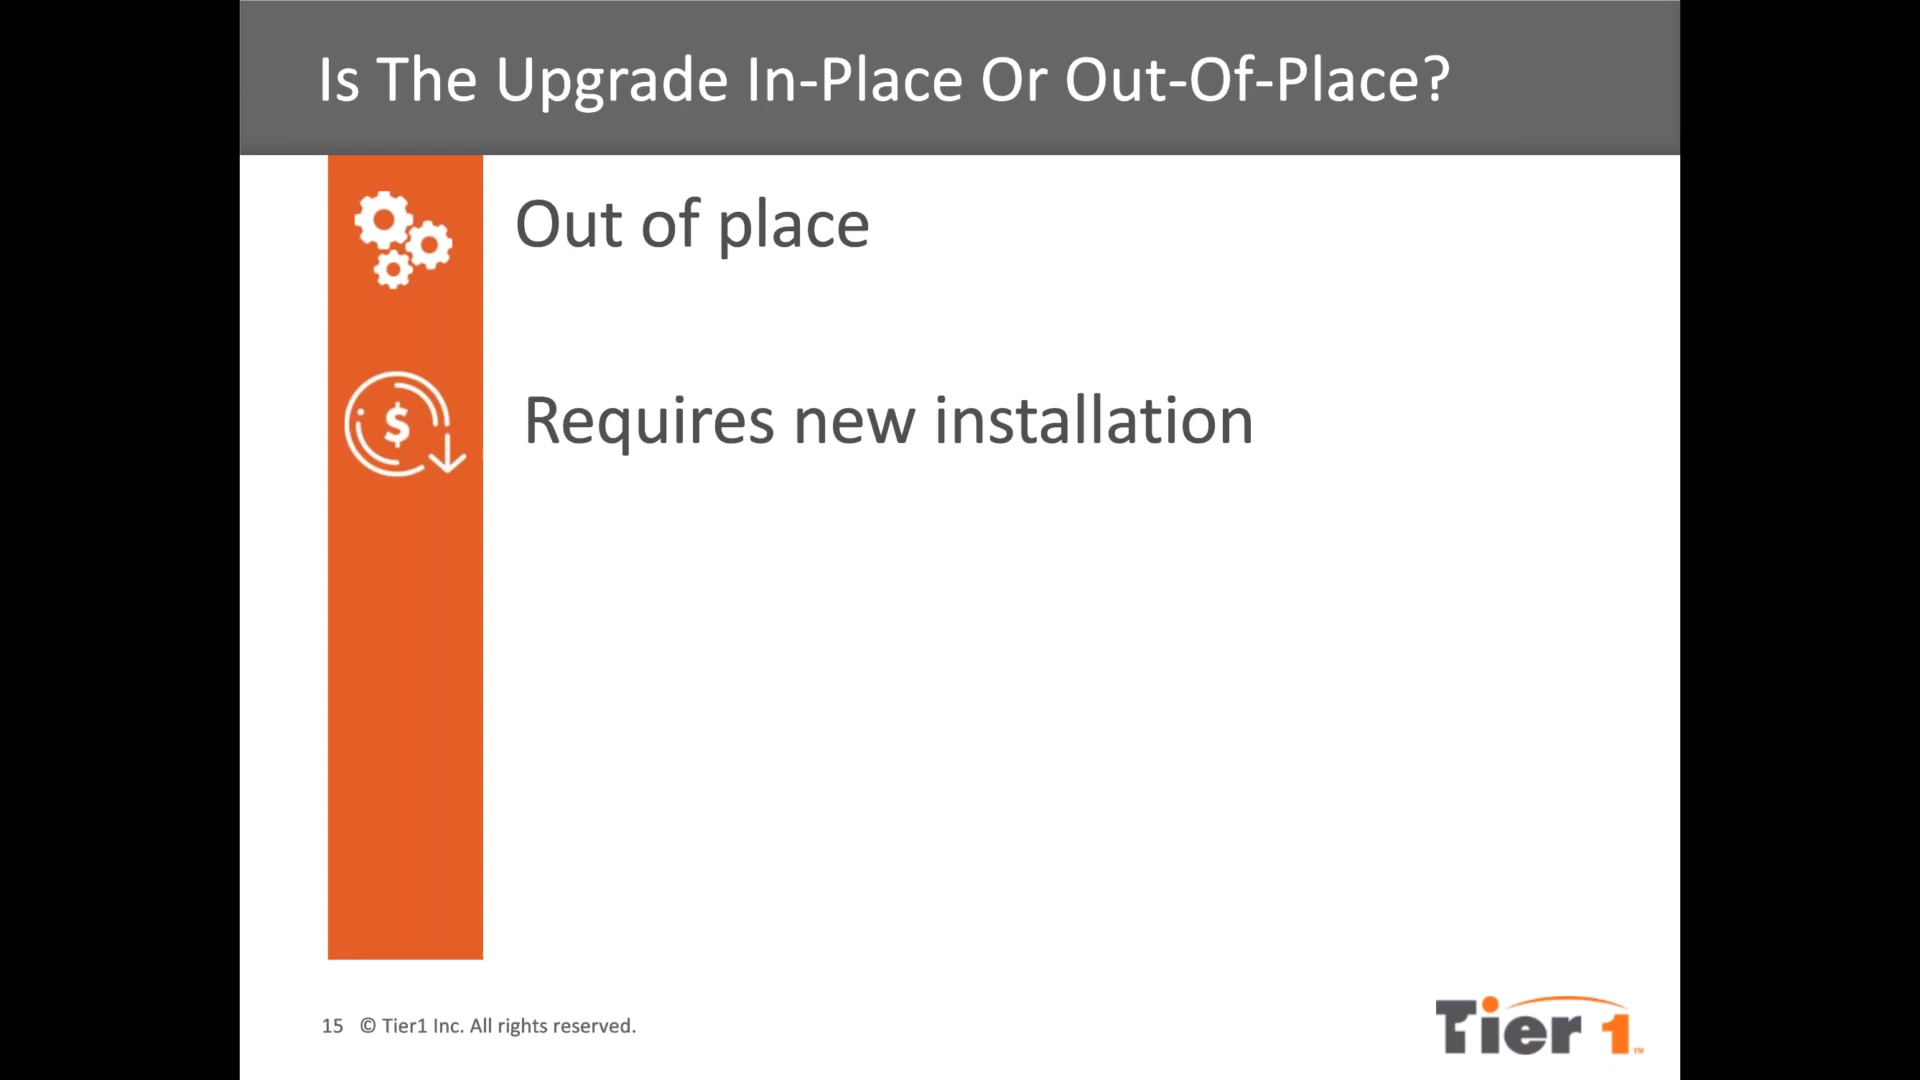 Is The Upgrade In-Place Or Out-Of-Place?
Out of place
$
Requires new installation
15 © Tier1 Inc. All rights reserved.
Tier 1™